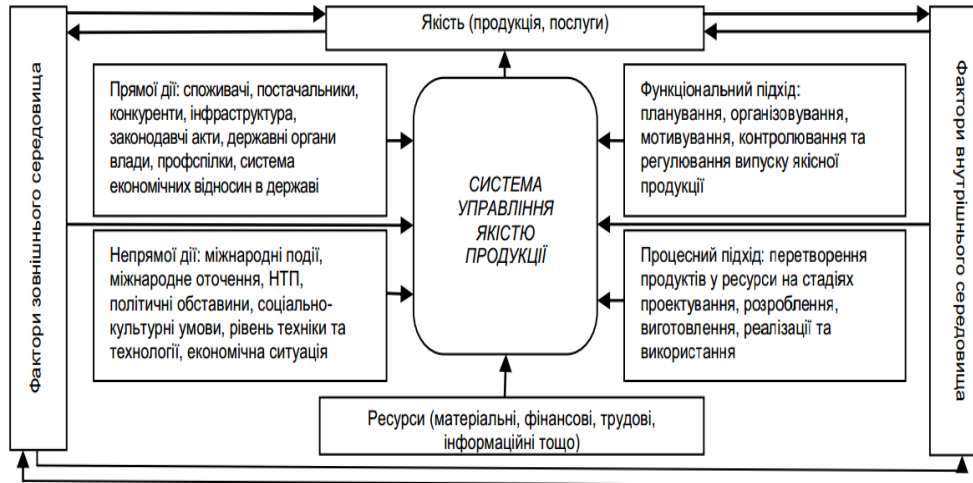 Якість (продукція, послуги)
Фактори зовнішнього середовища
Прямої дії: споживачі, постачальники,
конкуренти, інфраструктура,
законодавчі акти, державні органи
влади, профспілки, система
економічних відносин в державі
Непрямої дії: міжнародні події,
міжнародне оточення, НТП,
політичні обставини, соціально-
культурні умови, рівень техніки та
технології, економічна ситуація
СИСТЕМА
УПРАВЛІННЯ
ЯКІСТЮ
ПРОДУКЦІЇ
Функціональний підхід:
планування, організовування,
мотивування, контролювання та
регулювання випуску якісної
продукції
Процесний підхід: перетворення
продуктів у ресурси на стадіях
проектування, розроблення,
виготовлення, реалізації та
використання
Фактори внутрішнього середовища
Ресурси (матеріальні, фінансові, трудові,
інформаційні тощо)